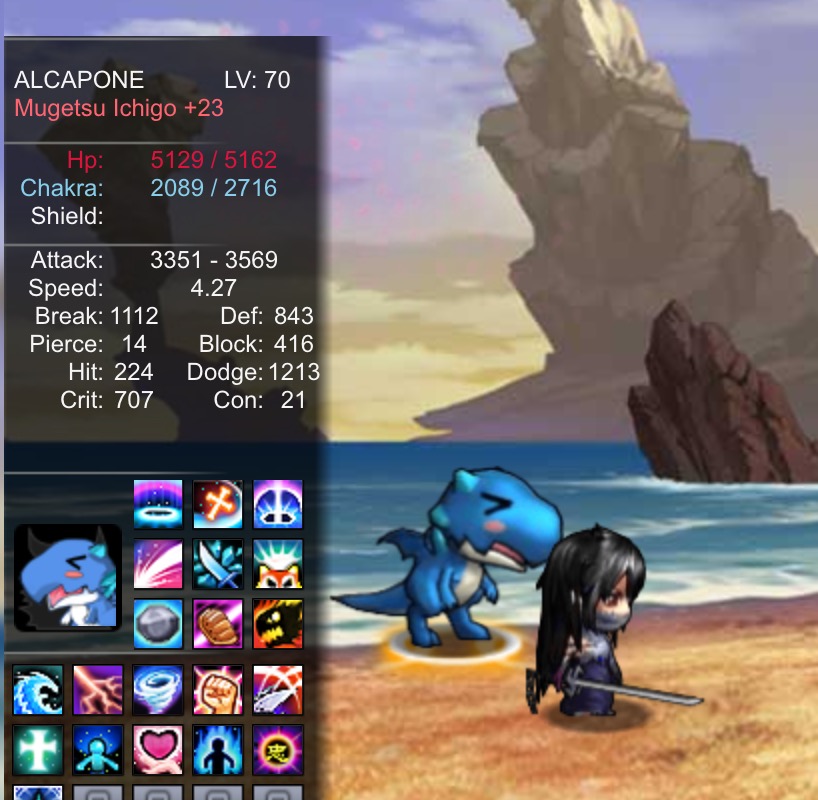 ALCAPONE LV: 70
Mugetsu Ichigo +23
Hp: 5129 / 5162
Chakra: 2089 / 2716
Shield:
Attack: 3351 - 3569
Speed: 4.27
Break: 1112 Def: 843
Pierce: 14 Block: 416
Hit: 224 Dodge: 1213
Crit: 707 Con: 21
忠